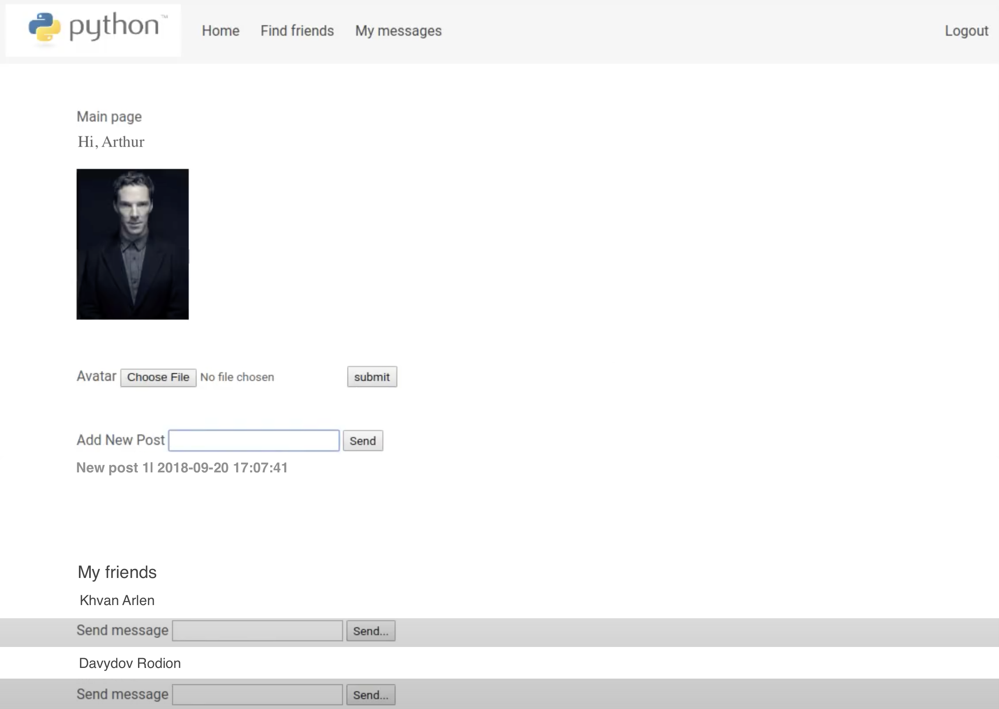 python™ Home Find friends My messages Logout
Main page
Hi, Arthur
Avatar Choose File No file chosen submit
Add New Post Send
New post 1| 2018-09-20 17:07:41
My friends
Khvan Arlen
Send message Send...
Davydov Rodion
Send message Send...